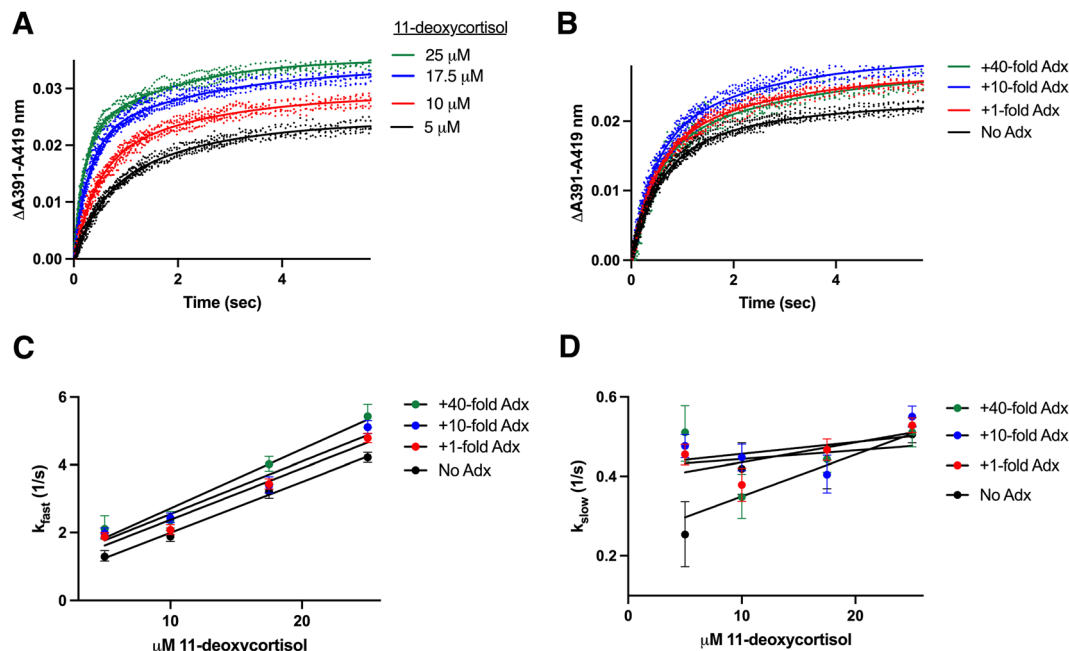 A
11-deoxycortisol
25 μM
17.5 μM
10 μM
5 μM
ΔA391-A419 nm
0.03
0.02
0.01
0.00
0
2
4
Time (sec)
B
+40-fold Adx
+10-fold Adx
+1-fold Adx
No Adx
ΔA391-A419 nm
0.02
0.01
0.00
0
2
4
Time (sec)
C
+40-fold Adx
+10-fold Adx
+1-fold Adx
No Adx
kfast (1/s)
6
4
2
0
10
20
μM 11-deoxycortisol
D
+40-fold Adx
+10-fold Adx
+1-fold Adx
No Adx
kslow (1/s)
0.6
0.4
0.2
0
10
20
μM 11-deoxycortisol